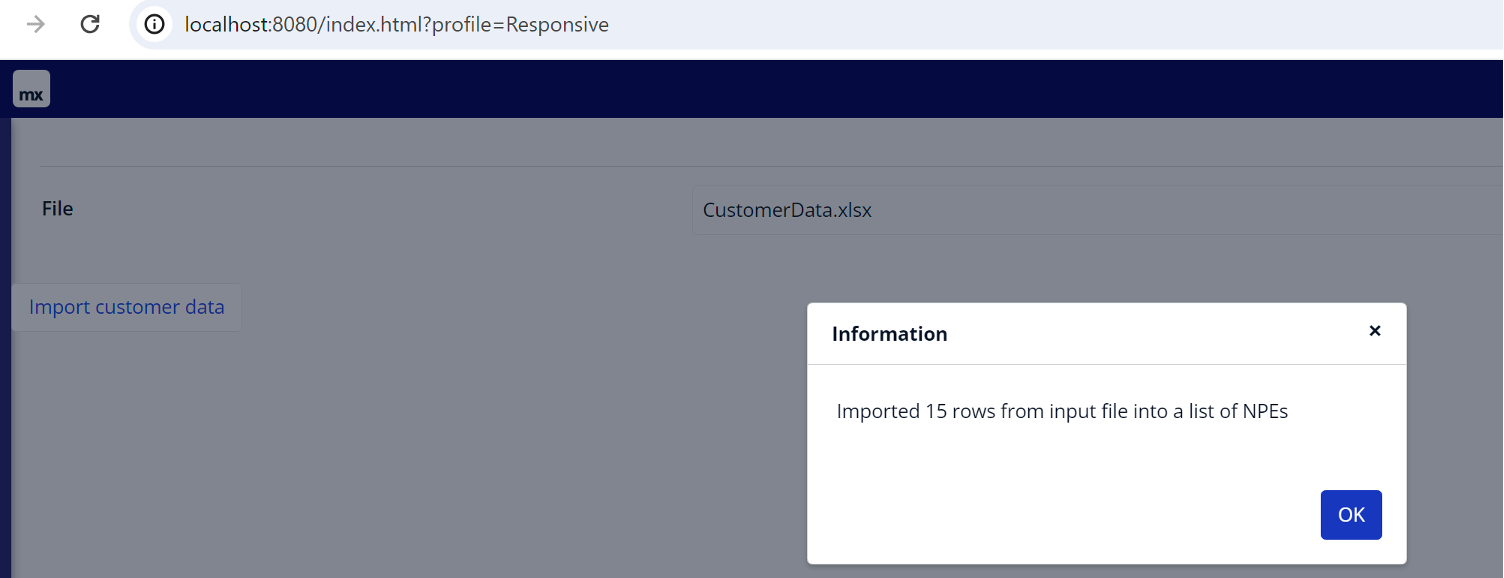 localhost:8080/index.html?profile=Responsive
mx
File
CustomerData.xlsx
Import customer data
Information
×
Imported 15 rows from input file into a list of NPEs
OK